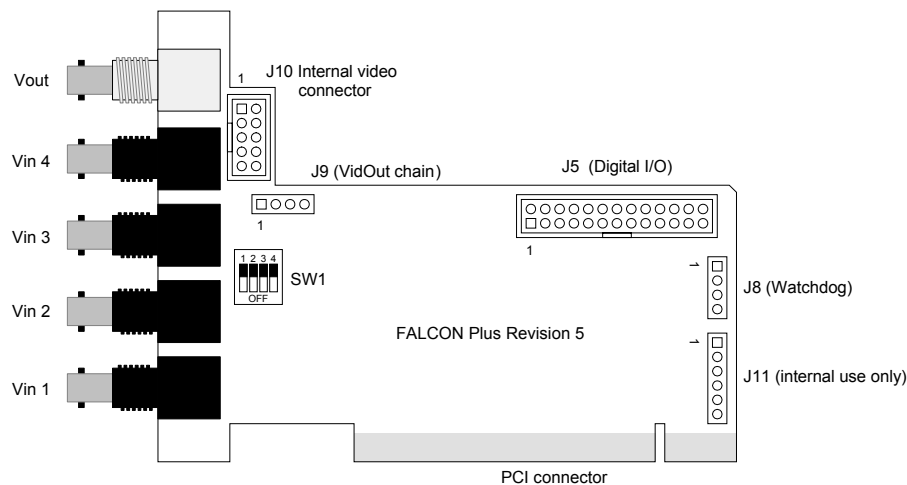 Vout
1
J10 Internal video
connector
Vin 4
J9 (VidOut chain)
J5 (Digital I/O)
1
1
Vin 3
1 2 3 4
OFF
SW1
1
J8 (Watchdog)
Vin 2
FALCON Plus Revision 5
1
Vin 1
J11 (internal use only)
PCI connector